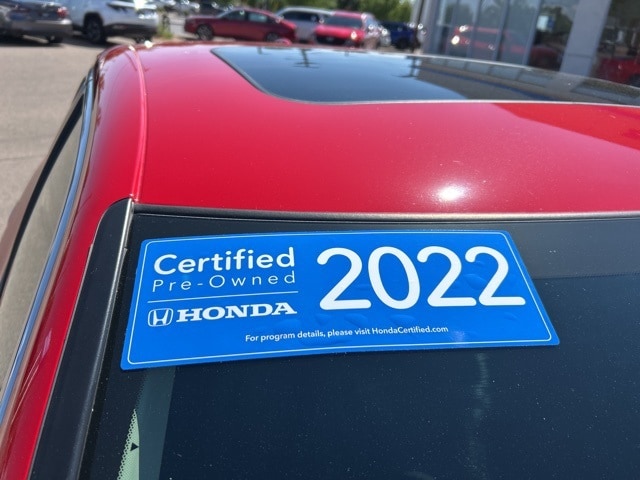 Certified
Pre-Owned
HONDA
2022
For program details, please visit HondaCertified.com